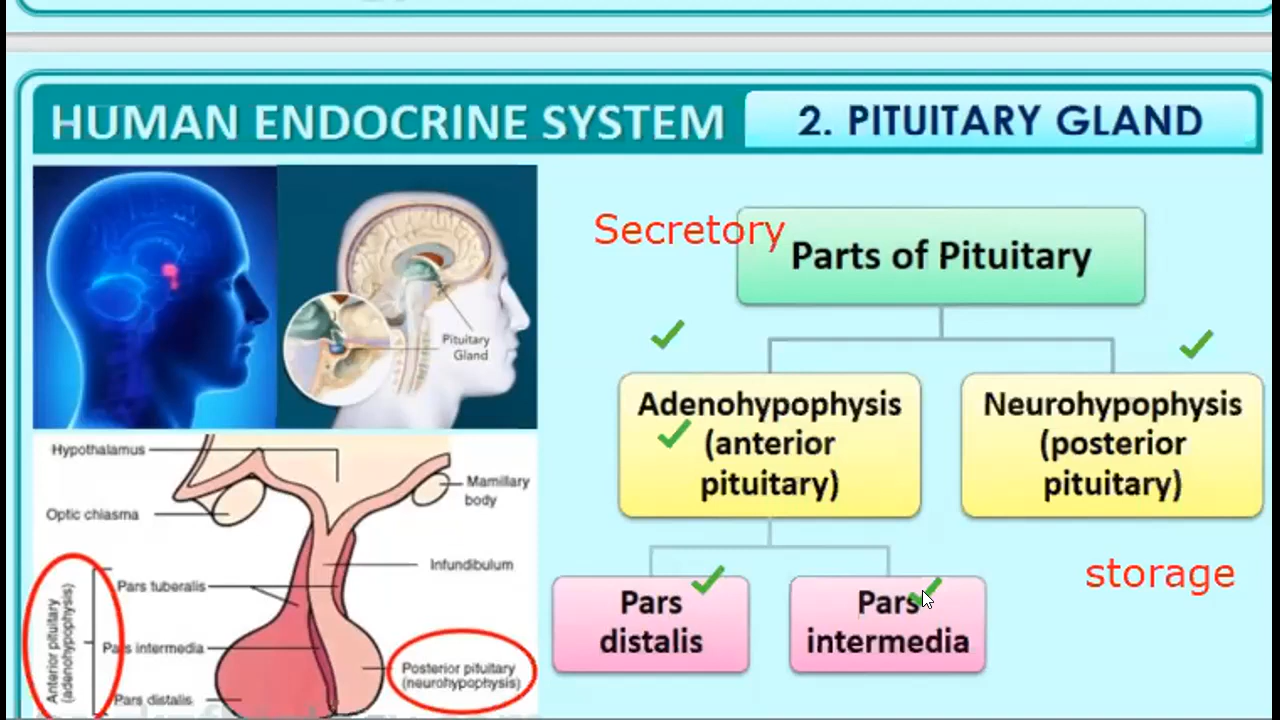 HUMAN ENDOCRINE SYSTEM
2. PITUITARY GLAND
Secretory
Parts of Pituitary
Pituitary
Gland
Adenohypophysis
(anterior
pituitary)
Neurohypophysis
(posterior
pituitary)
storage
Pars
distalis
Pars
intermedia
Hypothalamus
Mamillary
body
Optic chiasma
Infundibulum
Pars tuberalis
Anterior pituitary
(adenohypophysis)
Pars intermedia
Posterior pituitary
(neurohypophysis)
Pars distalis